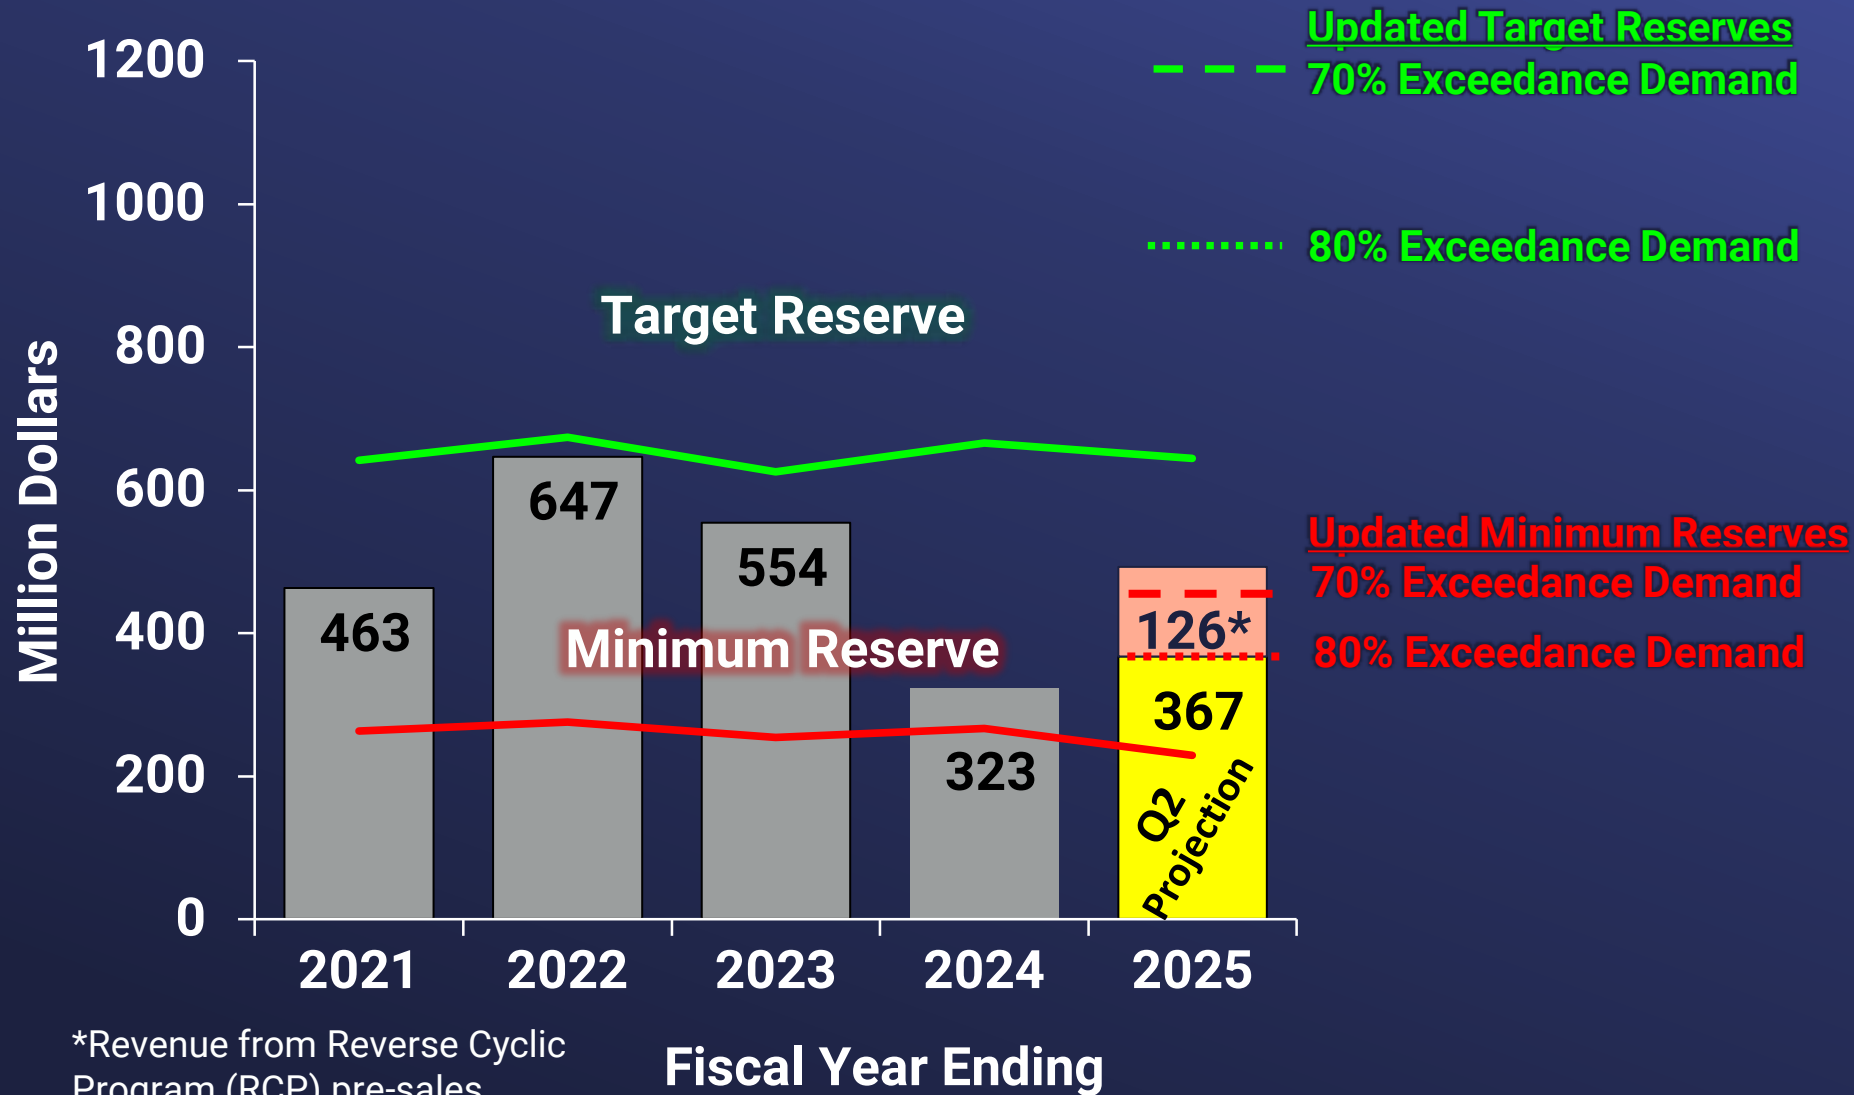 Updated Target Reserves
70% Exceedance Demand
80% Exceedance Demand
1200
1000
800
600
400
200
0
Million Dollars
Target Reserve
Minimum Reserve
463
647
554
323
126*
367
Q2
Projection
Updated Minimum Reserves
70% Exceedance Demand
80% Exceedance Demand
2021
2022
2023
2024
2025
Fiscal Year Ending
*Revenue from Reverse Cyclic
Program (RCP) pre-sales